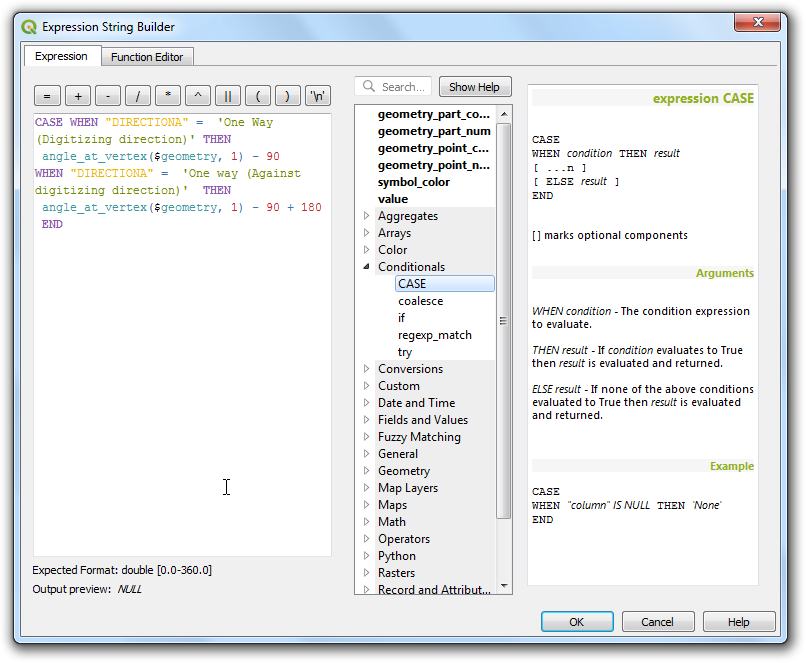 Expression String Builder
Expression
Function Editor
=
+
-
/
*
^
||
(
)
'\n'
CASE WHEN "DIRECTIONA" = 'One Way
(Digitizing direction)' THEN
angle_at_vertex($geometry, 1) - 90
WHEN "DIRECTIONA" = 'One way (Against
digitizing direction)' THEN
angle_at_vertex($geometry, 1) - 90 + 180
END
Expected Format: double [0.0-360.0]
Output preview: NULL
Search...
Show Help
geometry_part_co...
geometry_part_num
geometry_point_c...
geometry_point_n...
symbol_color
value
Aggregates
Arrays
Color
Conditionals
CASE
coalesce
if
regexp_match
try
Conversions
Custom
Date and Time
Fields and Values
Fuzzy Matching
General
Geometry
Map Layers
Maps
Math
Operators
Python
Rasters
Record and Attribut...
expression CASE
CASE
WHEN condition THEN result
[ ...n ]
[ ELSE result ]
END
[ ] marks optional components
Arguments
WHEN condition - The condition expression
to evaluate.
THEN result - If condition evaluates to True
then result is evaluated and returned.
ELSE result - If none of the above conditions
evaluated to True then result is evaluated
and returned.
Example
CASE
WHEN "column" IS NULL THEN 'None'
END
OK
Cancel
Help